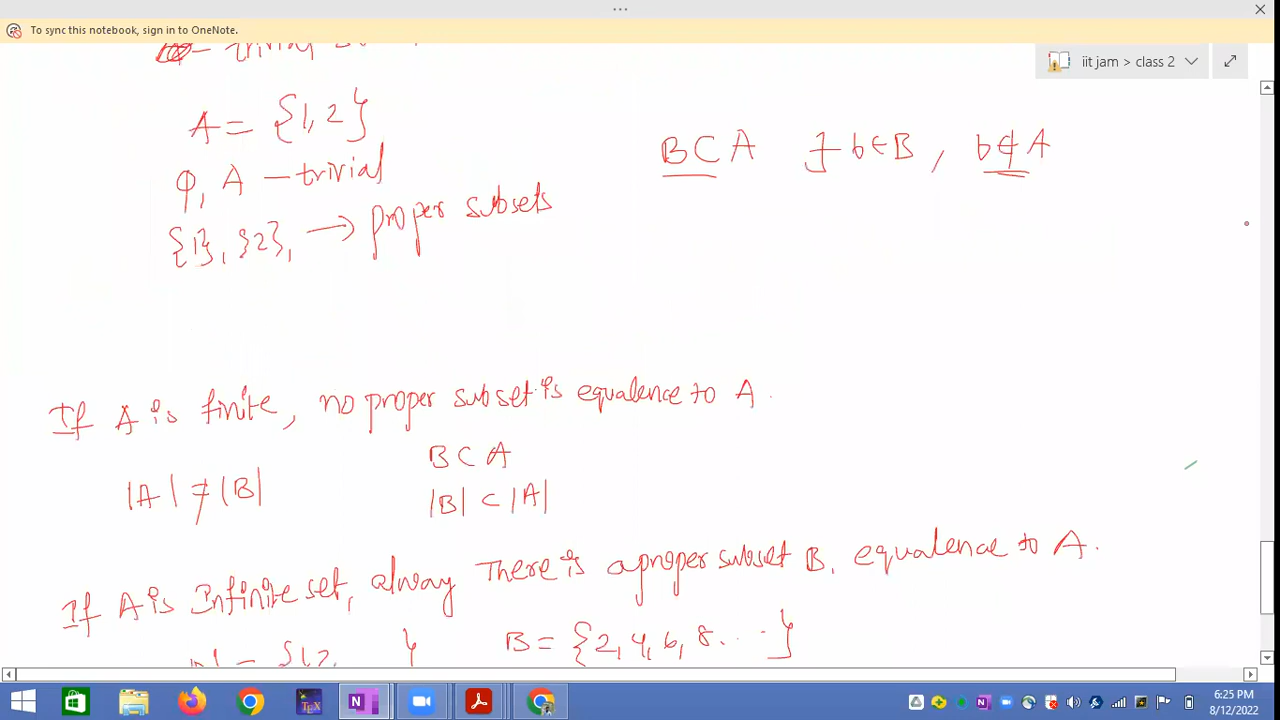 To sync this notebook, sign in to OneNote.
iit jam > class 2
- trivial
A = {1, 2}
φ, A - trivial
{1}, {2}, → proper subsets
B ⊂ A ∃ b ∈ B, b ∉ A
If A is finite, no proper subset is equalence to A.
B ⊂ A
|A| ≠ |B|
|B| ⊂ |A|
If A is Infinite set, alway There is a proper subset B, equalence to A.
B = {2, 4, 6, 8 . . . }
6:25 PM
8/12/2022